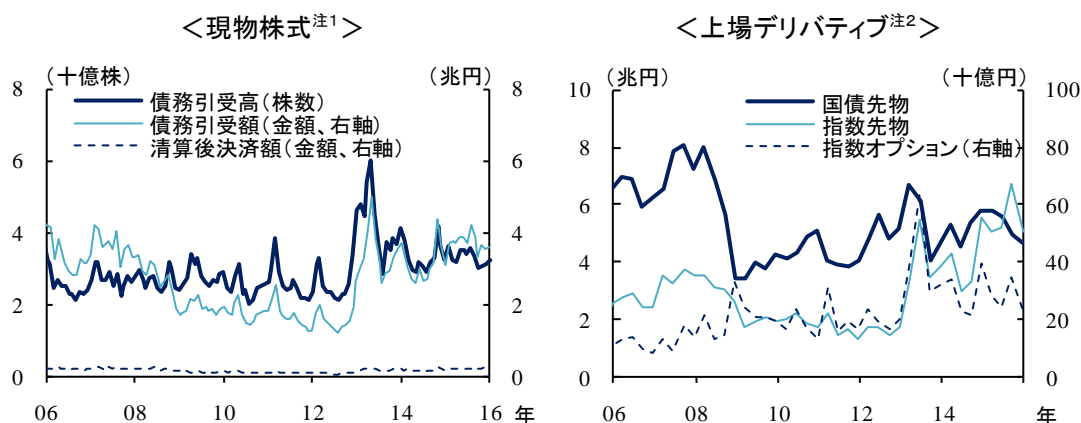 ＜現物株式注1＞
（十億株）
（兆円）
債務引受高（株数）
債務引受額（金額、右軸）
清算後決済額（金額、右軸）
8
6
4
2
0
8
6
4
2
0
06
08
10
12
14
16
年
＜上場デリバティブ注2＞
（兆円）
（十億円）
国債先物
指数先物
指数オプション（右軸）
10
8
6
4
2
0
100
80
60
40
20
0
06
08
10
12
14
年